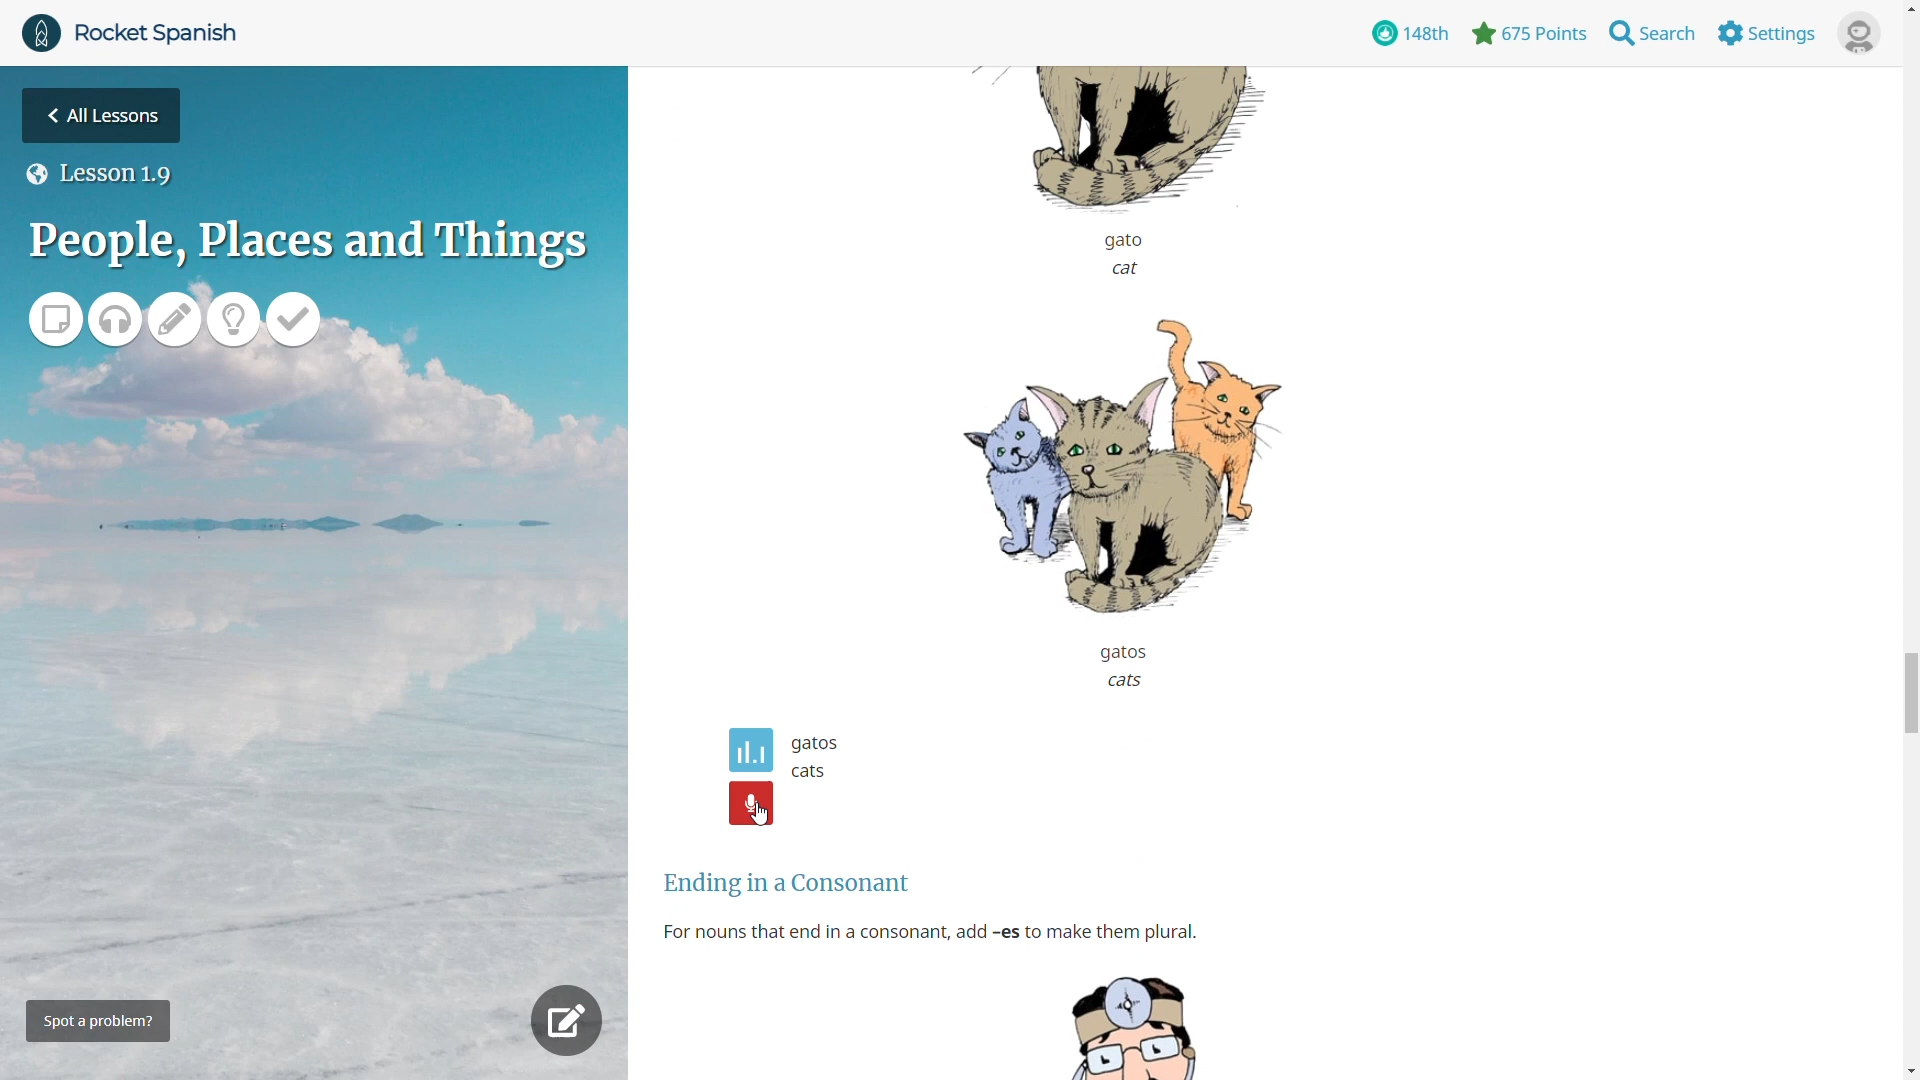 Rocket Spanish
148th
675 Points
Search
Settings
All Lessons
Lesson 1.9
People, Places and Things
Spot a problem?
gato
cat
gatos
cats
gatos
cats
Ending in a Consonant
For nouns that end in a consonant, add –es to make them plural.